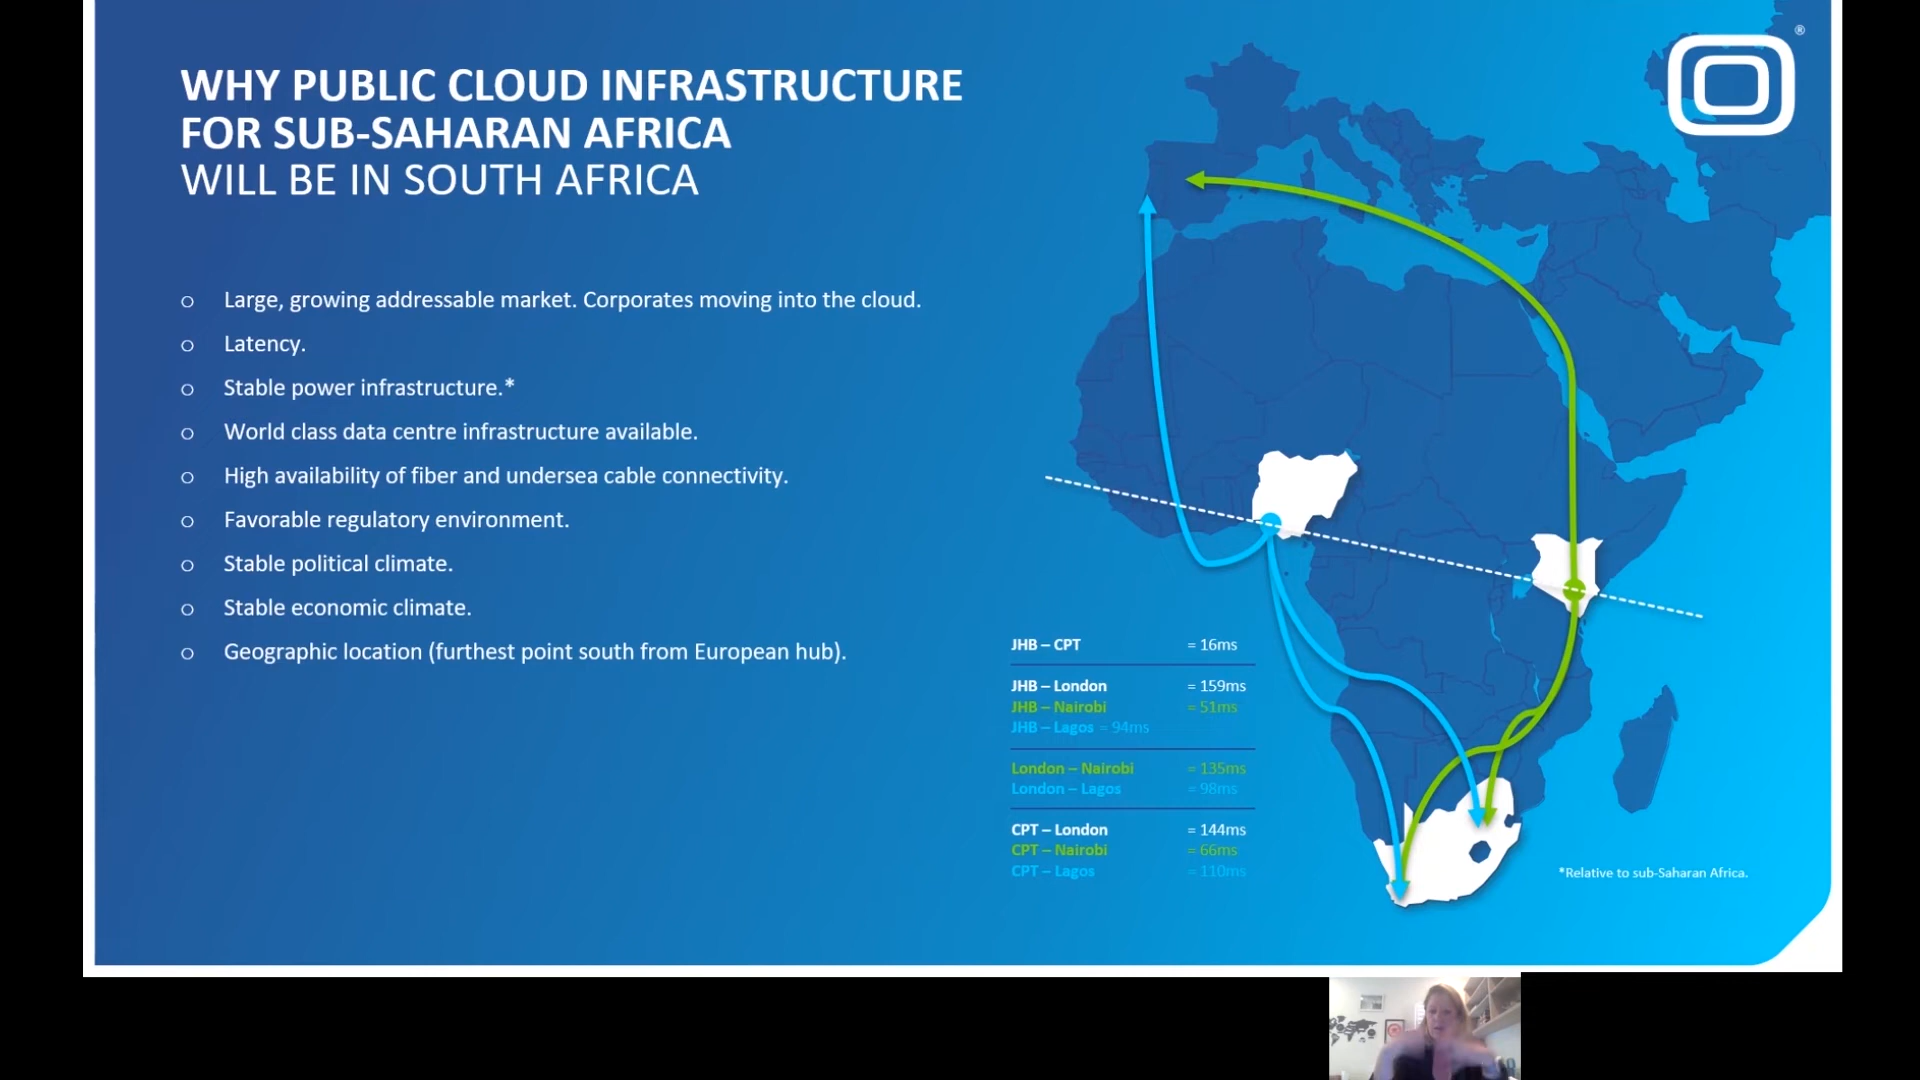 WHY PUBLIC CLOUD INFRASTRUCTURE
FOR SUB-SAHARAN AFRICA
WILL BE IN SOUTH AFRICA
®
o Large, growing addressable market. Corporates moving into the cloud.
o Latency.
o Stable power infrastructure.*
o World class data centre infrastructure available.
o High availability of fiber and undersea cable connectivity.
o Favorable regulatory environment.
o Stable political climate.
o Stable economic climate.
o Geographic location (furthest point south from European hub).
JHB – CPT = 16ms
JHB – London = 159ms
JHB – Nairobi = 51ms
JHB – Lagos = 94ms
London – Nairobi = 135ms
London – Lagos = 98ms
CPT – London = 144ms
CPT – Nairobi = 66ms
CPT – Lagos = 110ms
*Relative to sub-Saharan Africa.